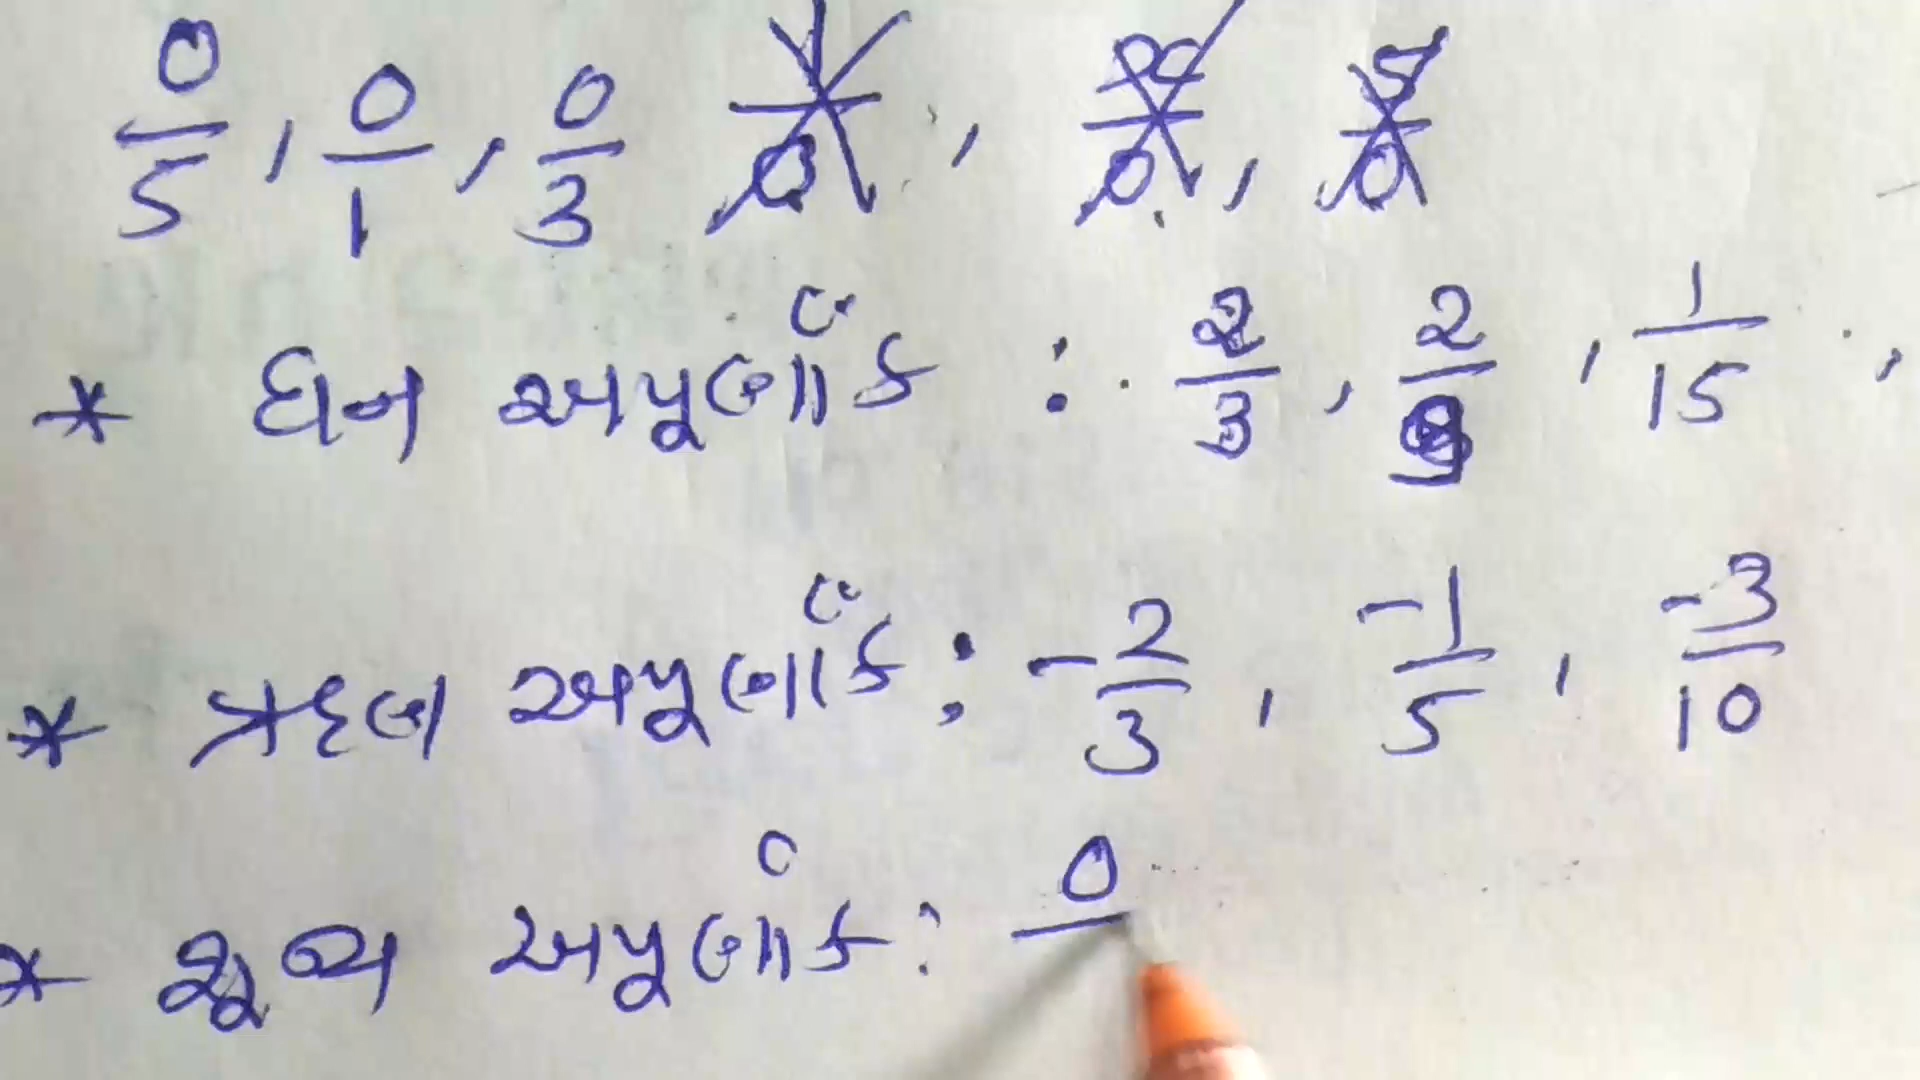 0/5 , 0/1 , 0/3 , ,
* ધન અપૂર્ણાંક : 2/3 , 2/9 , 1/15 ,
* ઋણ અપૂર્ણાંક : -2/3 , -1/5 , -3/10
* શૂન્ય અપૂર્ણાંક : 0/